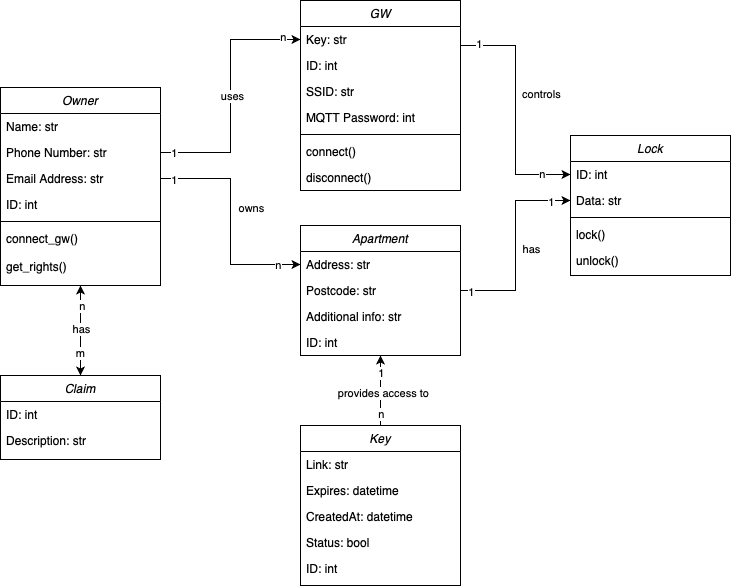 GW
Key: str
ID: int
SSID: str
MQTT Password: int
connect()
disconnect()
n
uses
1
1
controls
n
Owner
Name: str
Phone Number: str
Email Address: str
ID: int
connect_gw()
get_rights()
1
owns
n
Lock
ID: int
Data: str
lock()
unlock()
1
has
1
Apartment
Address: str
Postcode: str
Additional info: str
ID: int
n
has
m
1
provides access to
n
Claim
ID: int
Description: str
Key
Link: str
Expires: datetime
CreatedAt: datetime
Status: bool
ID: int